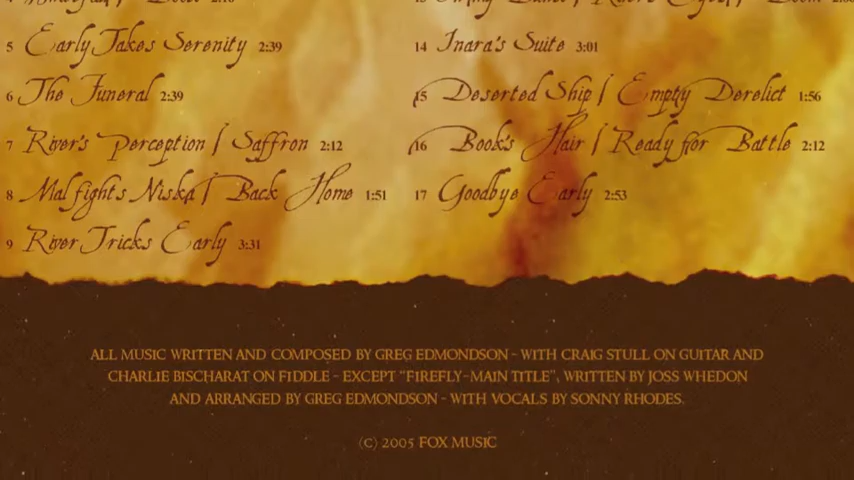 5 Early Takes Serenity 2:39
6 The Funeral 2:39
7 River's Perception / Saffron 2:12
8 Mal fights Niska / Back Home 1:51
9 River Tricks Early 3:31
14 Inara's Suite 3:01
15 Deserted Ship / Empty Derelict 1:56
16 Book's Hair / Ready for Battle 2:12
17 Goodbye Early 2:53
ALL MUSIC WRITTEN AND COMPOSED BY GREG EDMONDSON - WITH CRAIG STULL ON GUITAR AND
CHARLIE BISCHARAT ON FIDDLE - EXCEPT "FIREFLY-MAIN TITLE", WRITTEN BY JOSS WHEDON
AND ARRANGED BY GREG EDMONDSON - WITH VOCALS BY SONNY RHODES.
(C) 2005 FOX MUSIC